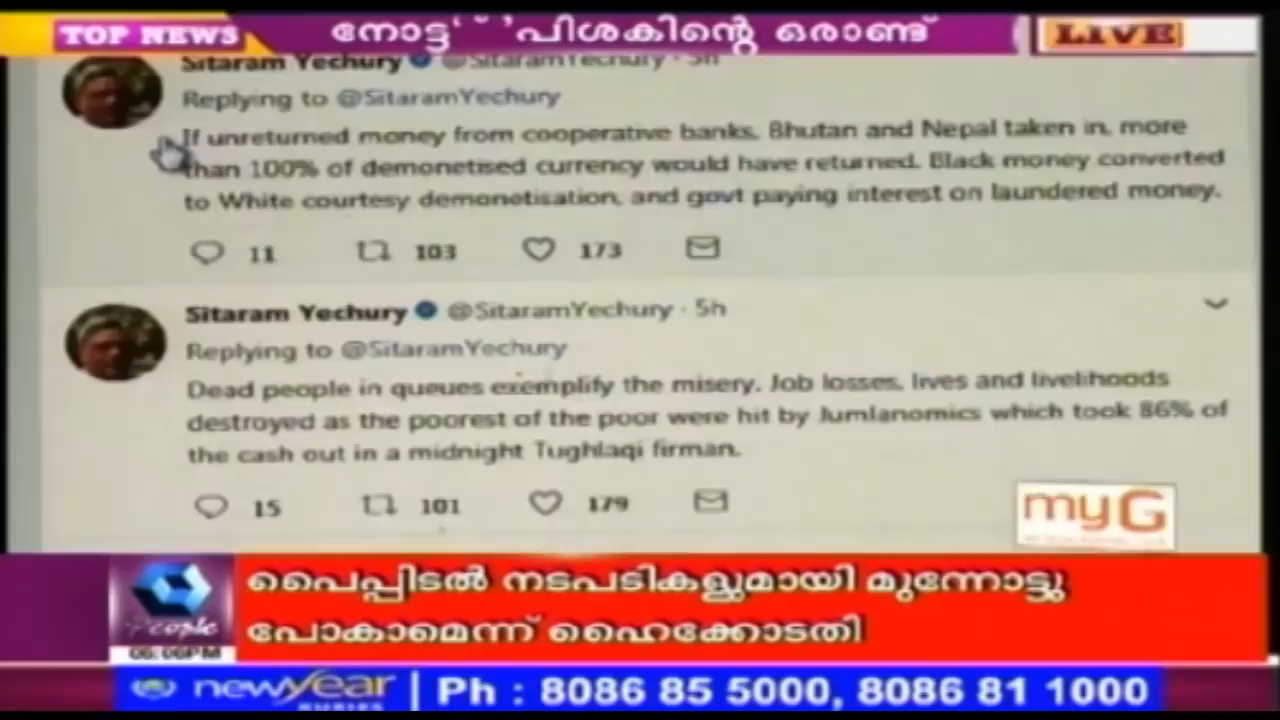 TOP NEWS
നോട്ട‘ ’പിശകിന്റെ ഒരാണ്ട്
LIVE
Sitaram Yechury @SitaramYechury · 5h
Replying to @SitaramYechury
If unreturned money from cooperative banks, Bhutan and Nepal taken in, more
than 100% of demonetised currency would have returned. Black money converted
to White courtesy demonetisation, and govt paying interest on laundered money.
11 103 173
Sitaram Yechury @SitaramYechury · 5h
Replying to @SitaramYechury
Dead people in queues exemplify the misery. Job losses, lives and livelihoods
destroyed as the poorest of the poor were hit by Jumlanomics which took 86% of
the cash out in a midnight Tughlaqi firman.
15 101 179
myG
പൈപ്പിടൽ നടപടികളുമായി മുന്നോട്ടു
പോകാമെന്ന് ഹൈക്കോടതി
People
06:06PM
newyear
KURIES
Ph : 8086 85 5000, 8086 81 1000